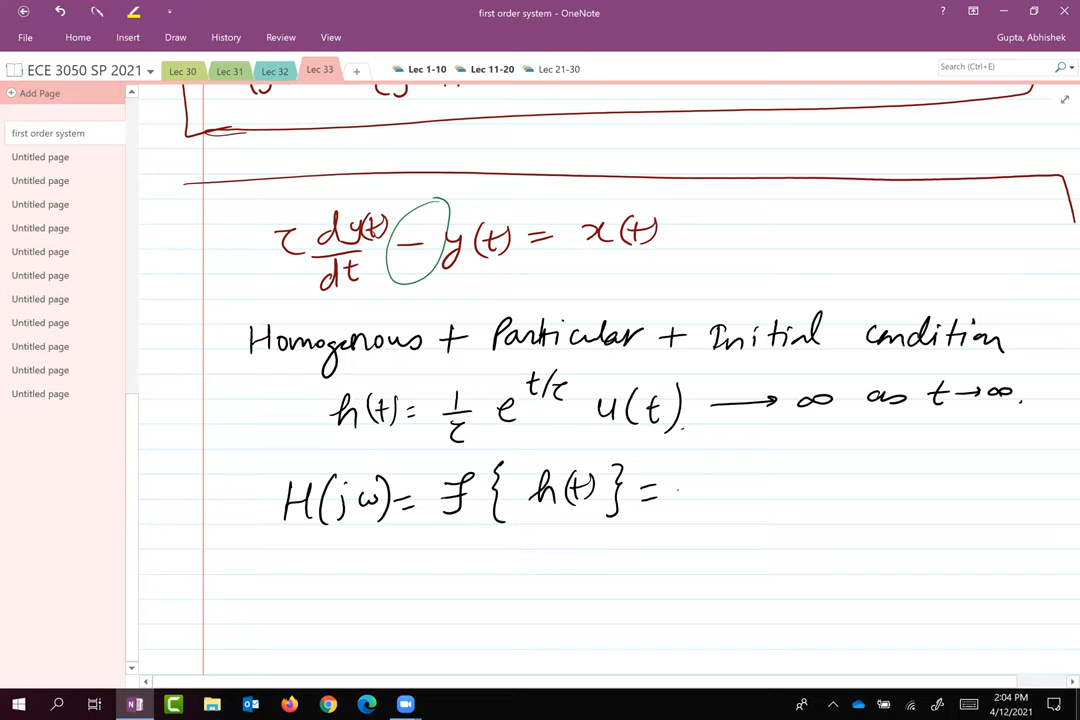 first order system - OneNote
?
File Home Insert Draw History Review View
Gupta, Abhishek
ECE 3050 SP 2021 Lec 30 Lec 31 Lec 32 Lec 33 + Lec 1-10 Lec 11-20 Lec 21-30
Search (Ctrl+E)
Add Page
first order system
Untitled page
Untitled page
Untitled page
Untitled page
Untitled page
Untitled page
Untitled page
Untitled page
Untitled page
Untitled page
Untitled page
τ dy(t)/dt − y(t) = x(t)
Homogenous + Particular + Initial condition
h(t) = 1/τ e^{t/τ} u(t). ⟶ ∞ as t→∞.
H(jω) = ℱ{ h(t) } =
2:04 PM
4/12/2021